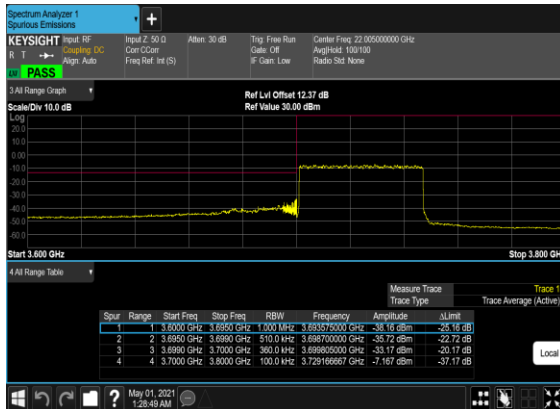 Spectrum Analyzer 1
Spurious Emissions
+
KEYSIGHT Input: RF Input Z: 50 Ω Atten: 30 dB Trig: Free Run Center Freq: 22.005000000 GHz
R T Coupling: DC Corr CCorr Gate: Off Avg|Hold: 100/100
Align: Auto Freq Ref: Int (S) IF Gain: Low Radio Std: None
LXI PASS
3 All Range Graph
Ref Lvl Offset 12.37 dB
Scale/Div 10.0 dB Ref Value 30.00 dBm
Log
20.0
10.0
0.00
-10.0
-20.0
-30.0
-40.0
-50.0
-60.0
Start 3.600 GHz Stop 3.800 GH
4 All Range Table
Measure Trace Trace 1
Trace Type Trace Average (Active)
Spur Range Start Freq Stop Freq RBW Frequency Amplitude ΔLimit
1 1 3.6000 GHz 3.6950 GHz 1.000 MHz 3.693575000 GHz -38.16 dBm -25.16 dB
2 2 3.6950 GHz 3.6990 GHz 510.0 kHz 3.698700000 GHz -35.72 dBm -22.72 dB
3 3 3.6990 GHz 3.7000 GHz 360.0 kHz 3.699805000 GHz -33.17 dBm -20.17 dB
4 4 3.7000 GHz 3.8000 GHz 100.0 kHz 3.729166667 GHz -7.167 dBm -37.17 dB
Local
? May 01, 2021
1:28:49 AM